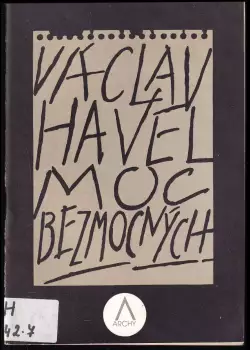 VÁCLAV
HAVEL
MOC
BEZMOCNÝCH
H
42.7
ARCHY